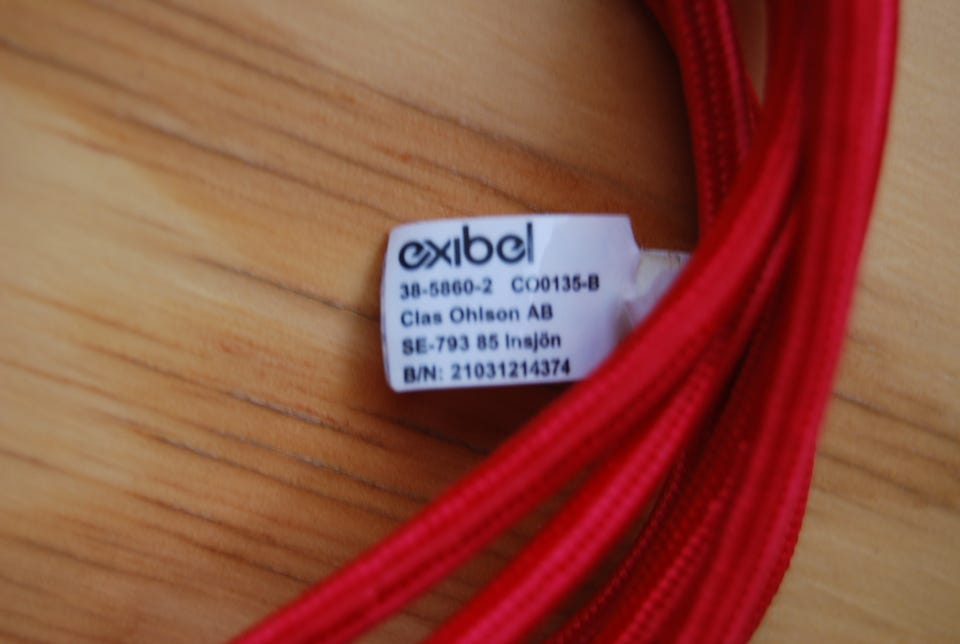 exibel
38-5860-2 CO0135-B
Clas Ohlson AB
SE-793 85 Insjön
B/N: 21031214374